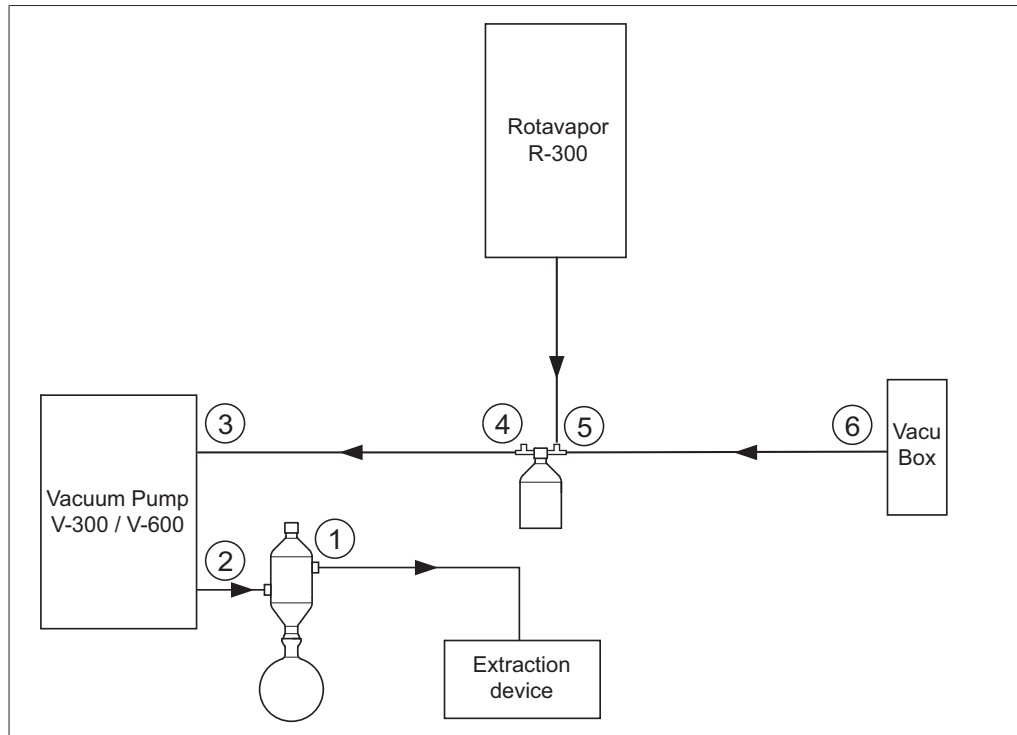 Rotavapor
R-300
3
4
5
6
Vacu
Box
Vacuum Pump
V-300 / V-600
2
1
Extraction
device